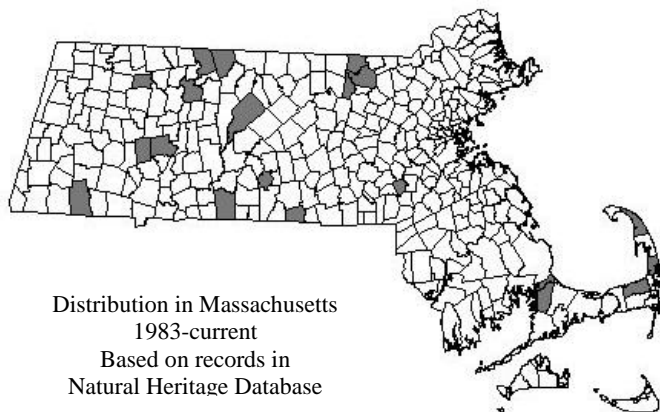 Distribution in Massachusetts
1983-current
Based on records in
Natural Heritage Database